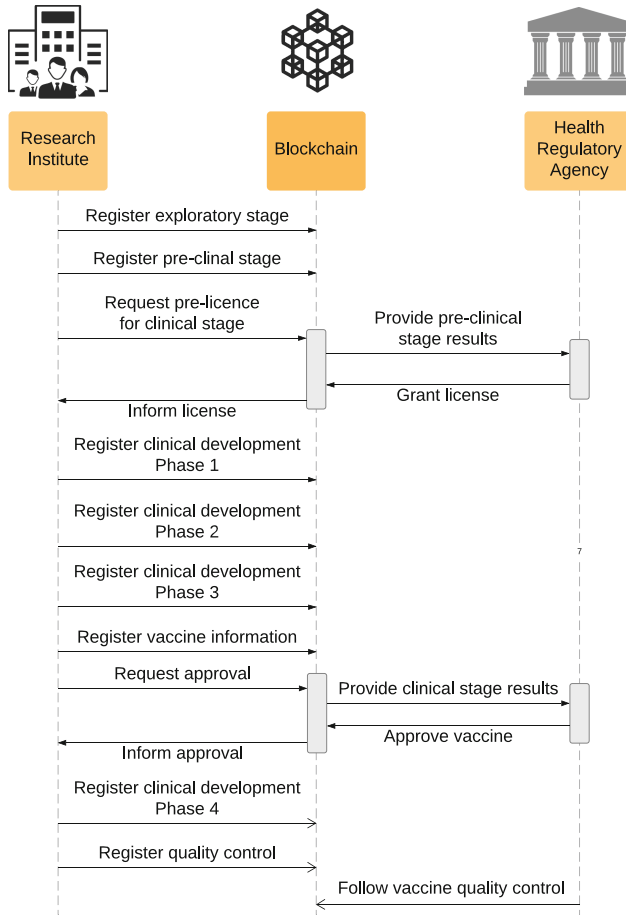 Research
Institute
Blockchain
Health
Regulatory
Agency
Register exploratory stage
Register pre-clinal stage
Request pre-licence
for clinical stage
Provide pre-clinical
stage results
Grant license
Inform license
Register clinical development
Phase 1
Register clinical development
Phase 2
7
Register clinical development
Phase 3
Register vaccine information
Request approval
Provide clinical stage results
Approve vaccine
Inform approval
Register clinical development
Phase 4
Register quality control
Follow vaccine quality control